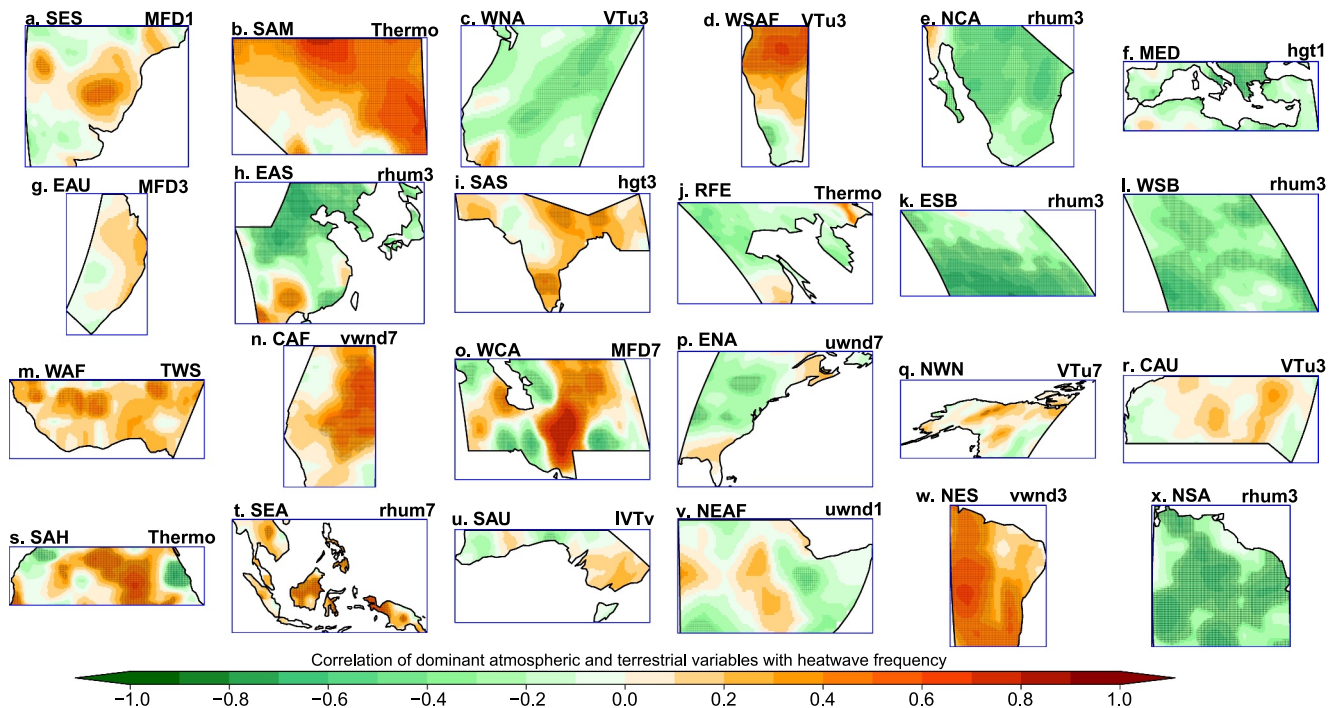 a. SES MFD1
b. SAM Thermo
c. WNA VTu3
d. WSAF VTu3
e. NCA rhum3
f. MED hgt1
g. EAU MFD3
h. EAS rhum3
i. SAS hgt3
j. RFE Thermo
k. ESB rhum3
l. WSB rhum3
m. WAF TWS
n. CAF vwnd7
o. WCA MFD7
p. ENA uwnd7
q. NWN VTu7
r. CAU VTu3
s. SAH Thermo
t. SEA rhum7
u. SAU IVTv
v. NEAF uwnd1
w. NES vwnd3
x. NSA rhum3
Correlation of dominant atmospheric and terrestrial variables with heatwave frequency
−1.0 −0.8 −0.6 −0.4 −0.2 0.0 0.2 0.4 0.6 0.8 1.0